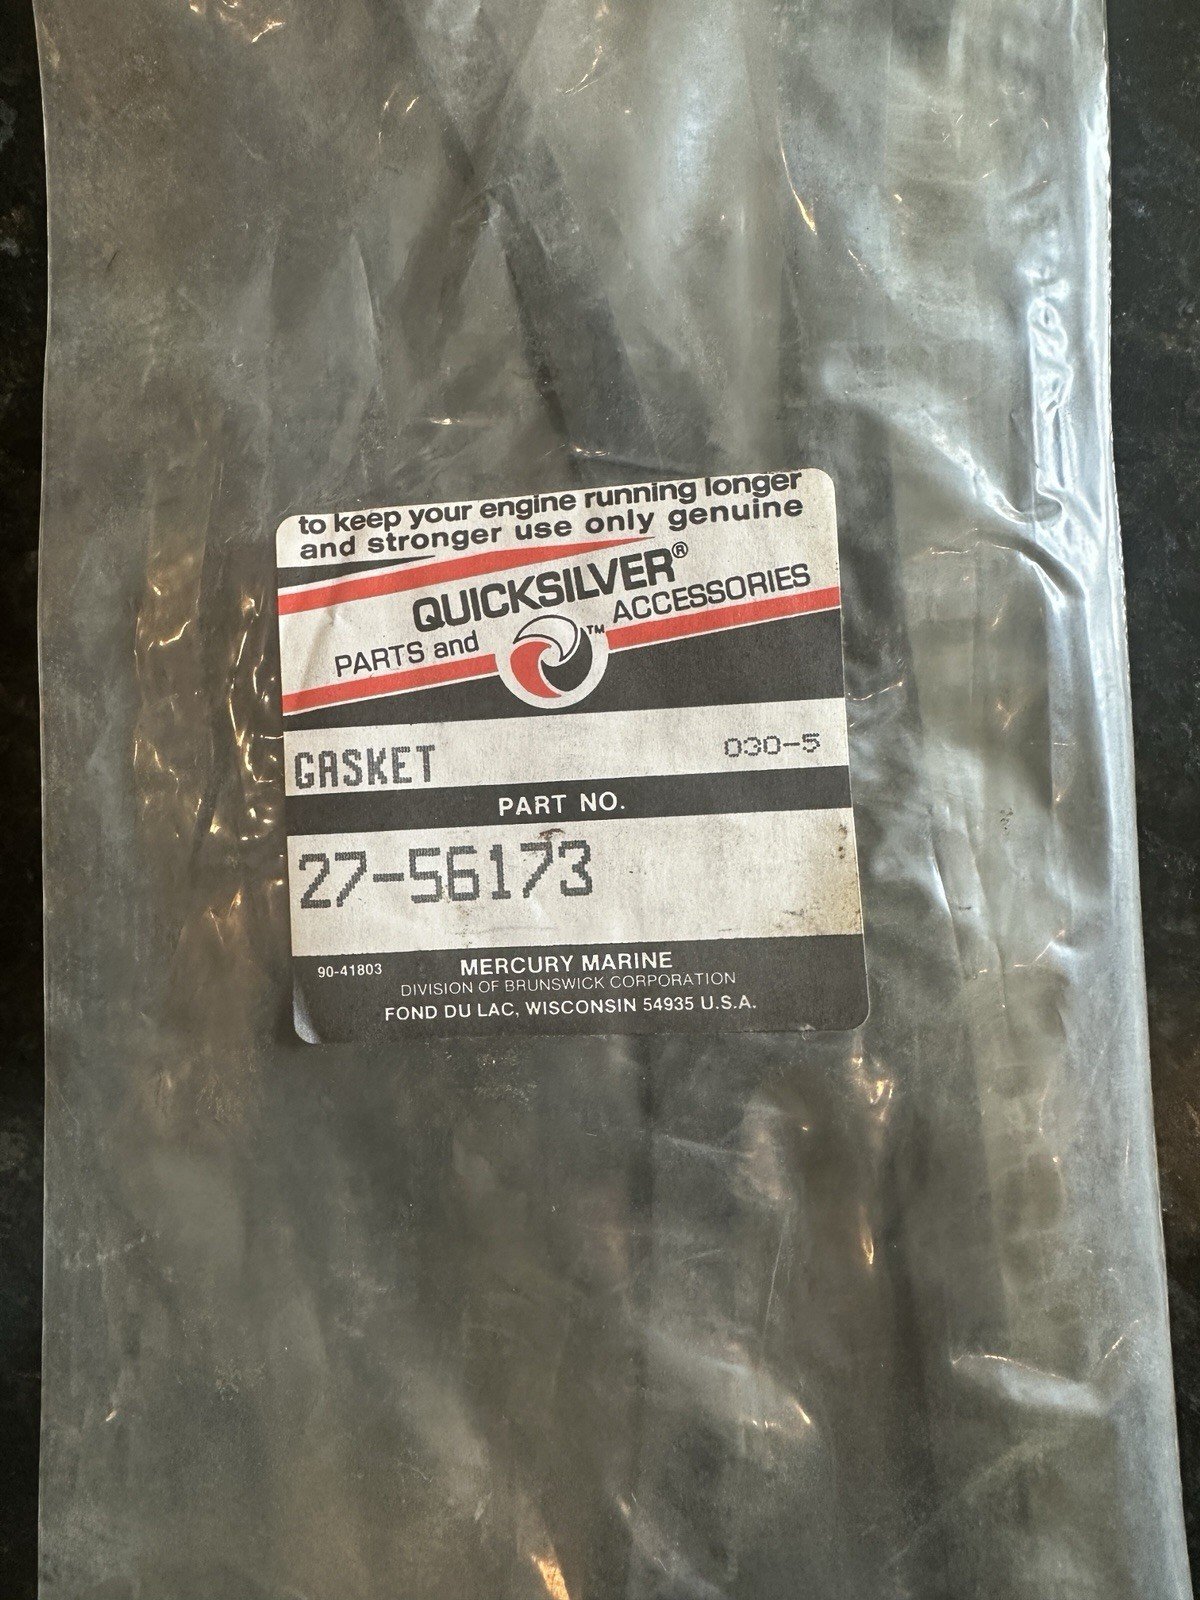 to keep your engine running longer
and stronger use only genuine
QUICKSILVER®
PARTS and ACCESSORIES
TM
GASKET 030-5
PART NO.
27-56173
90-41803 MERCURY MARINE
DIVISION OF BRUNSWICK CORPORATION
FOND DU LAC, WISCONSIN 54935 U.S.A.